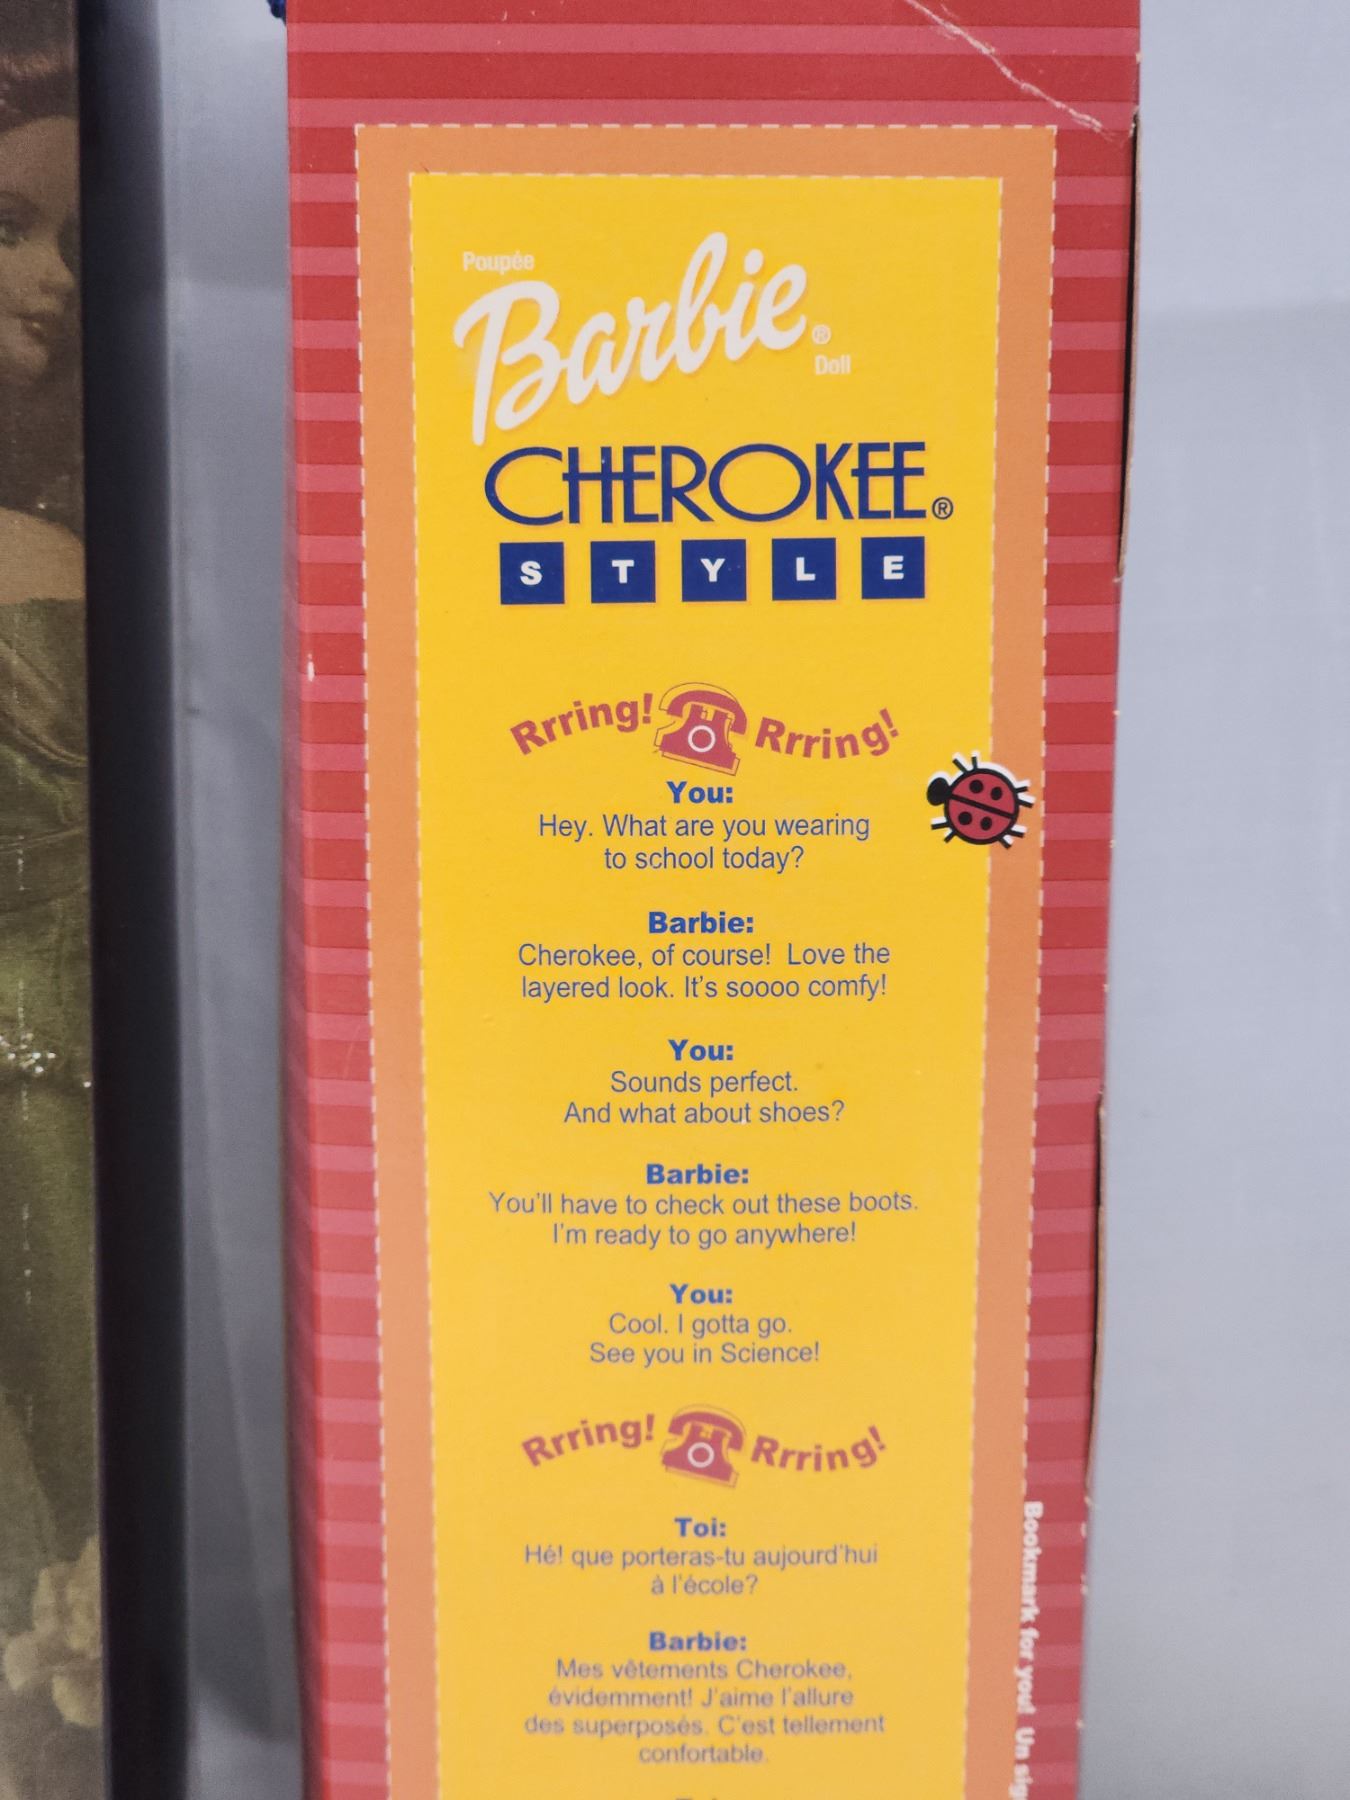 Poupée
Barbie®
Doll
CHEROKEE®
STYLE
Rrring! Rrring!
You:
Hey. What are you wearing
to school today?
Barbie:
Cherokee, of course! Love the
layered look. It's soooo comfy!
You:
Sounds perfect.
And what about shoes?
Barbie:
You'll have to check out these boots.
I'm ready to go anywhere!
You:
Cool. I gotta go.
See you in Science!
Rrring! Rrring!
Toi:
Hé! que porteras-tu aujourd'hui
à l'école?
Barbie:
Mes vêtements Cherokee,
évidemment! J'aime l'allure
des superposés. C'est tellement
confortable.
Bookmark for you! Un